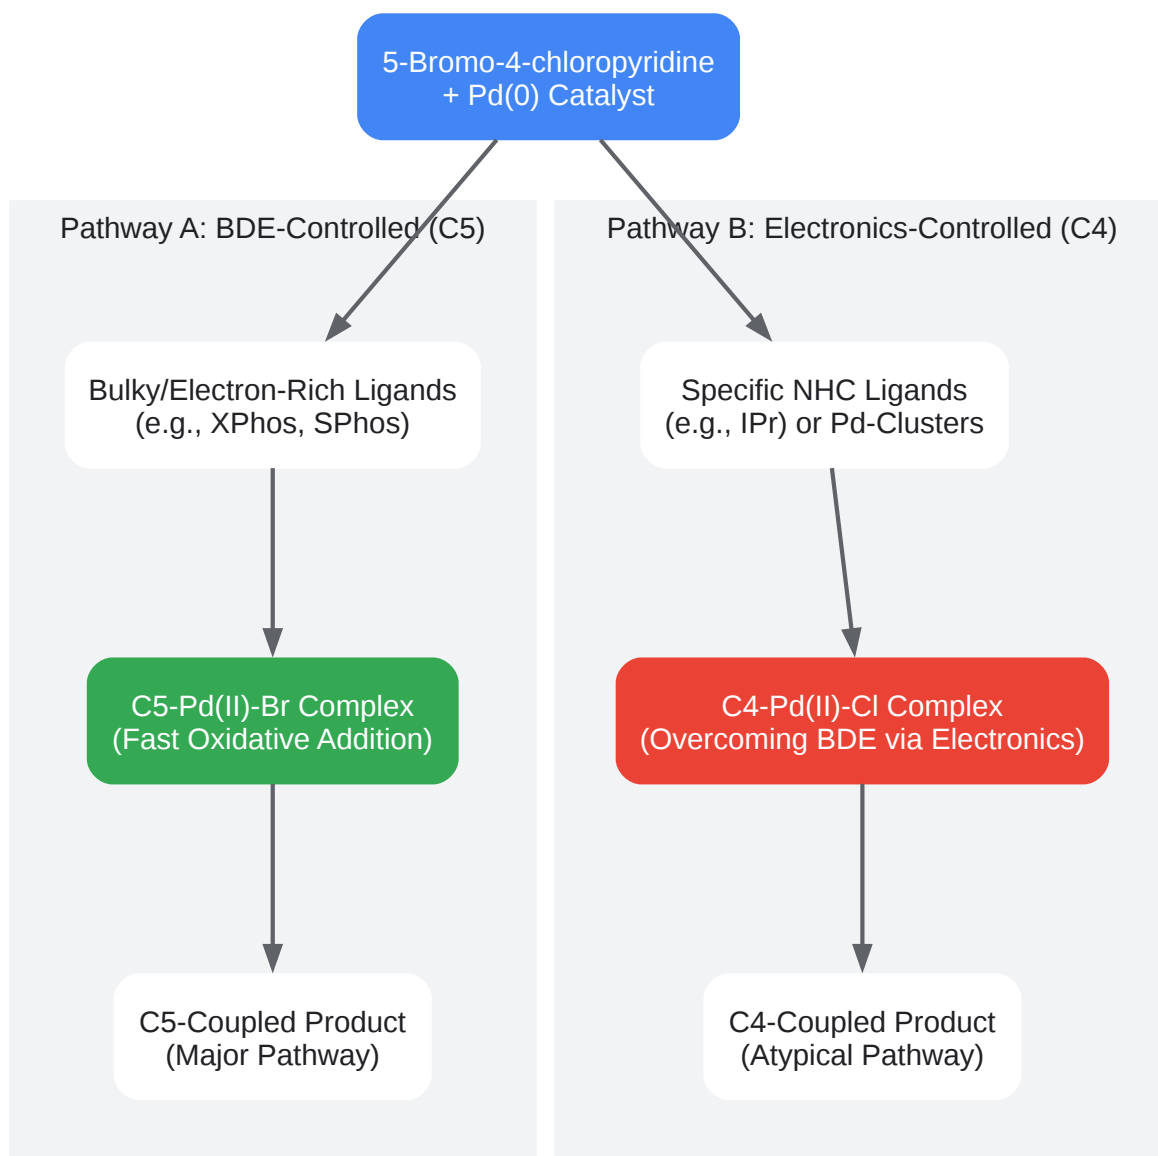 5-Bromo-4-chloropyridine
+ Pd(0) Catalyst
Pathway A: BDE-Controlled (C5)
Bulky/Electron-Rich Ligands
(e.g., XPhos, SPhos)
C5-Pd(II)-Br Complex
(Fast Oxidative Addition)
C5-Coupled Product
(Major Pathway)
Pathway B: Electronics-Controlled (C4)
Specific NHC Ligands
(e.g., IPr) or Pd-Clusters
C4-Pd(II)-Cl Complex
(Overcoming BDE via Electronics)
C4-Coupled Product
(Atypical Pathway)